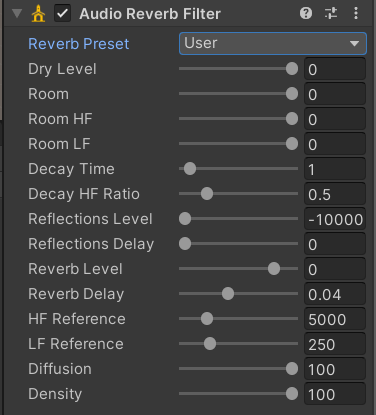 Audio Reverb Filter
Reverb Preset User
Dry Level 0
Room 0
Room HF 0
Room LF 0
Decay Time 1
Decay HF Ratio 0.5
Reflections Level -10000
Reflections Delay 0
Reverb Level 0
Reverb Delay 0.04
HF Reference 5000
LF Reference 250
Diffusion 100
Density 100